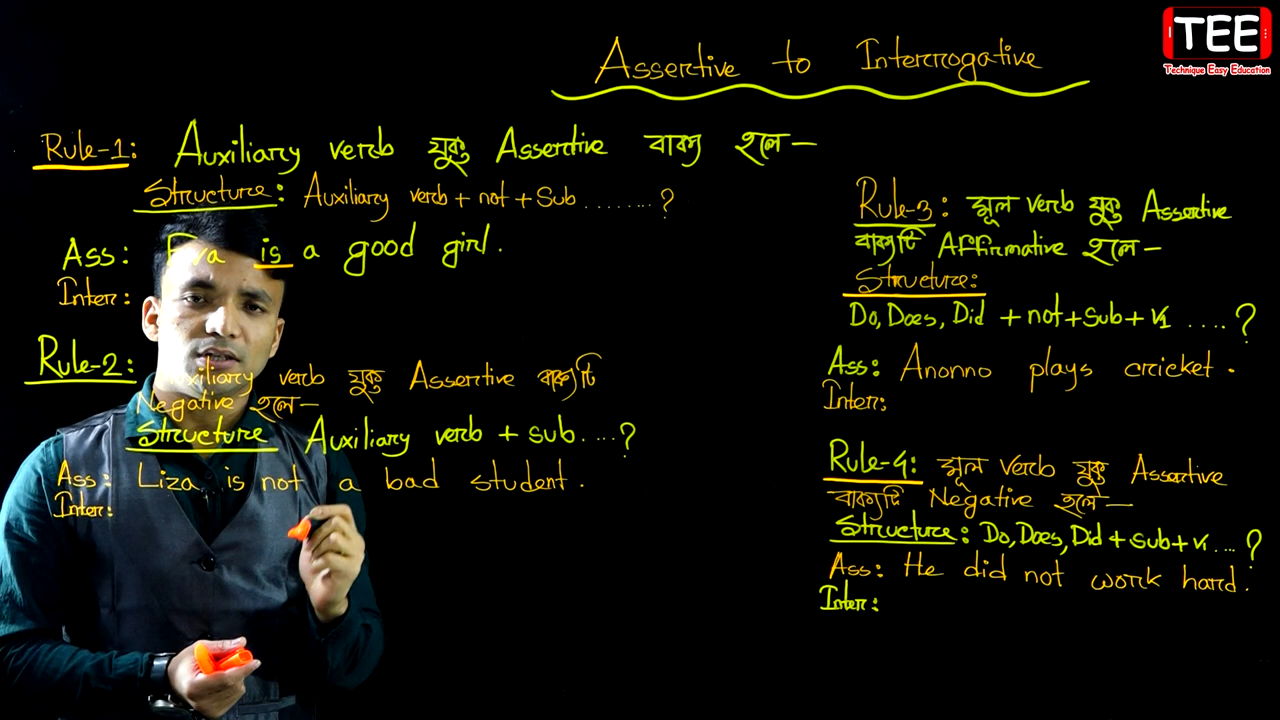 TEE
Technique Easy Education
Assertive to Interrogative
Rule-1: Auxiliary verb যুক্ত Assertive বাক্য হলে—
Structure: Auxiliary verb + not + Sub ........?
Ass: is a good girl.
Inter:
Rule-2: Auxiliary verb যুক্ত Assertive বাক্যটি
Negative হলে—
Structure Auxiliary verb + sub....?
Ass: Liza is not a bad student.
Inter:
Rule-3: মূল verb যুক্ত Assertive
বাক্যটি Affirmative হলে—
Structure:
Do, Does, Did + not + Sub + V1 ....?
Ass: Anonno plays cricket.
Inter:
Rule-4: মূল verb যুক্ত Assertive
বাক্যটি Negative হলে—
Structure: Do, Does, Did + sub + V1 ....?
Ass: He did not work hard.
Inter: